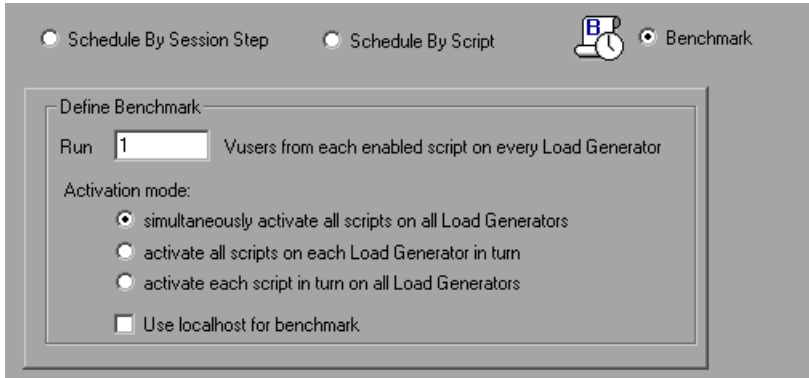 Schedule By Session Step Schedule By Script B Benchmark
Define Benchmark
Run 1 Vusers from each enabled script on every Load Generator
Activation mode:
simultaneously activate all scripts on all Load Generators
activate all scripts on each Load Generator in turn
activate each script in turn on all Load Generators
Use localhost for benchmark